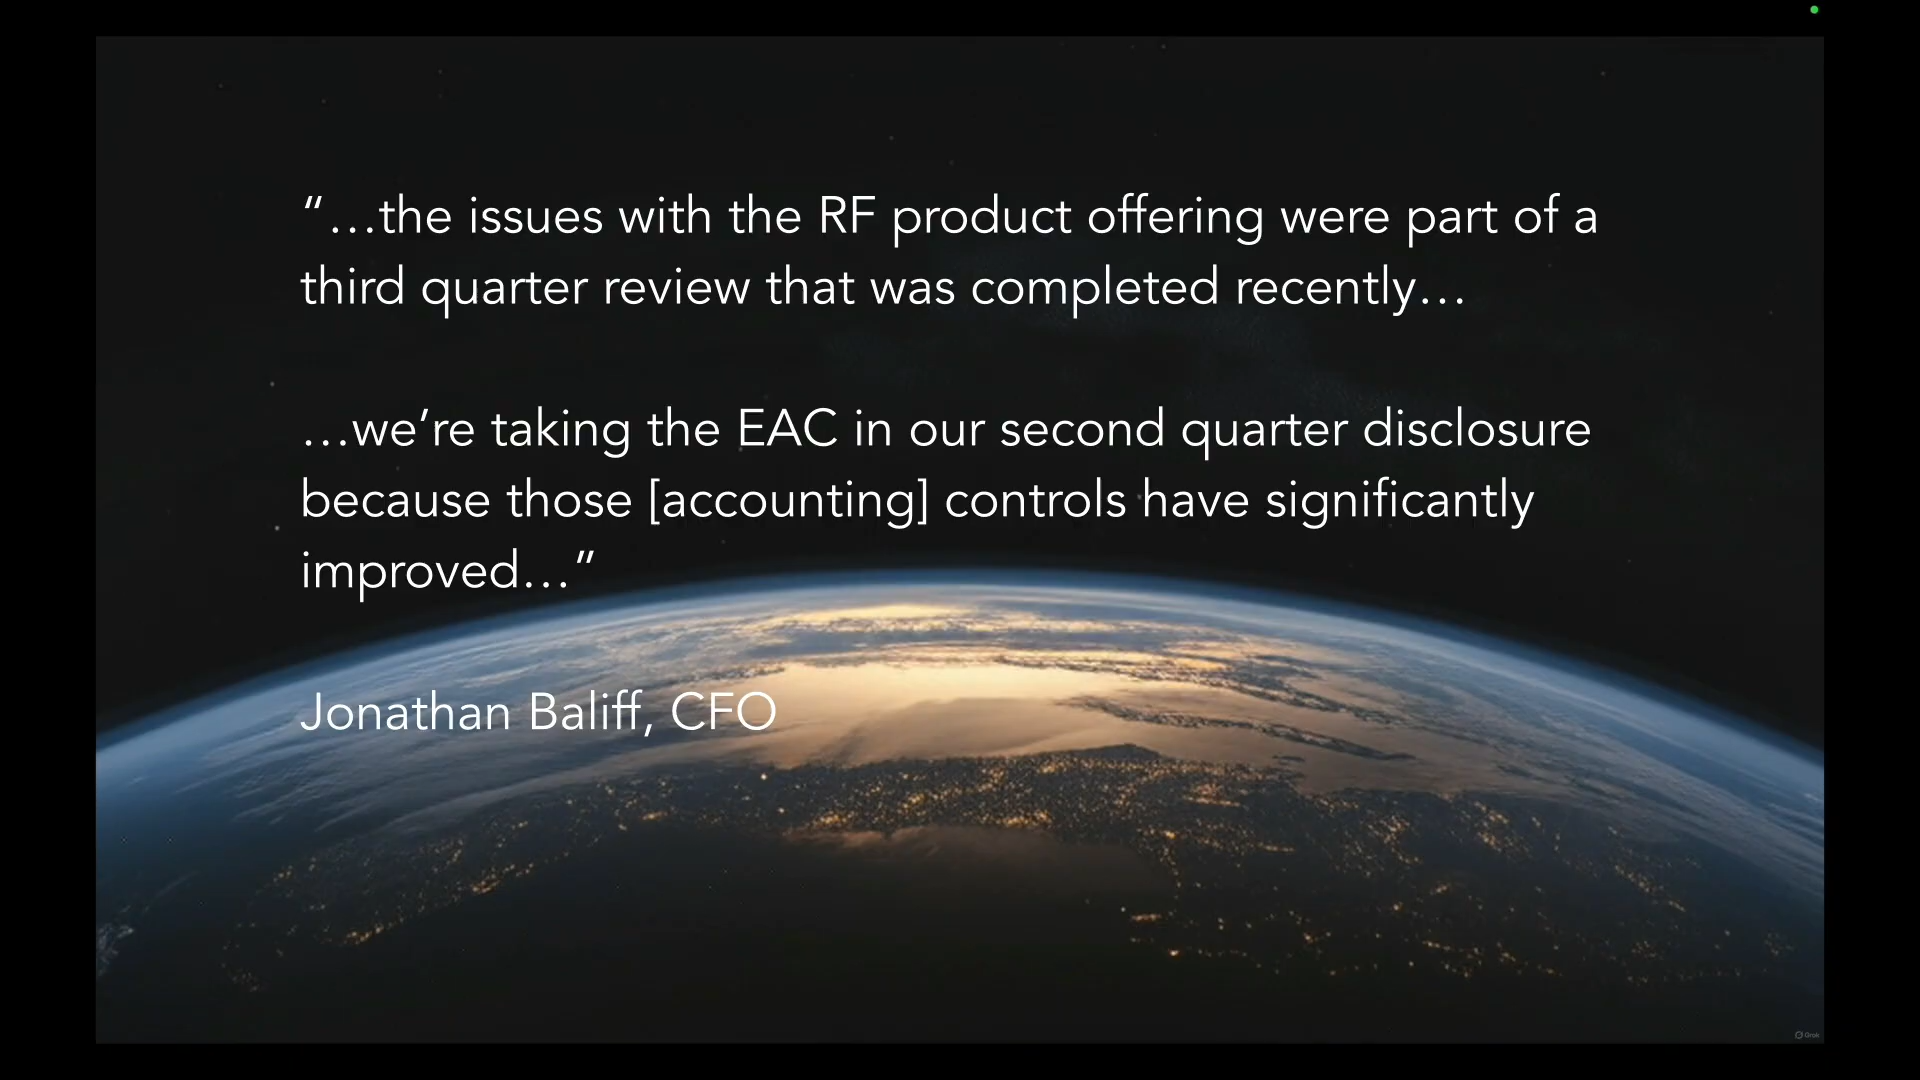 “…the issues with the RF product offering were part of a
third quarter review that was completed recently…
…we’re taking the EAC in our second quarter disclosure
because those [accounting] controls have significantly
improved…”
Jonathan Baliff, CFO
Grok